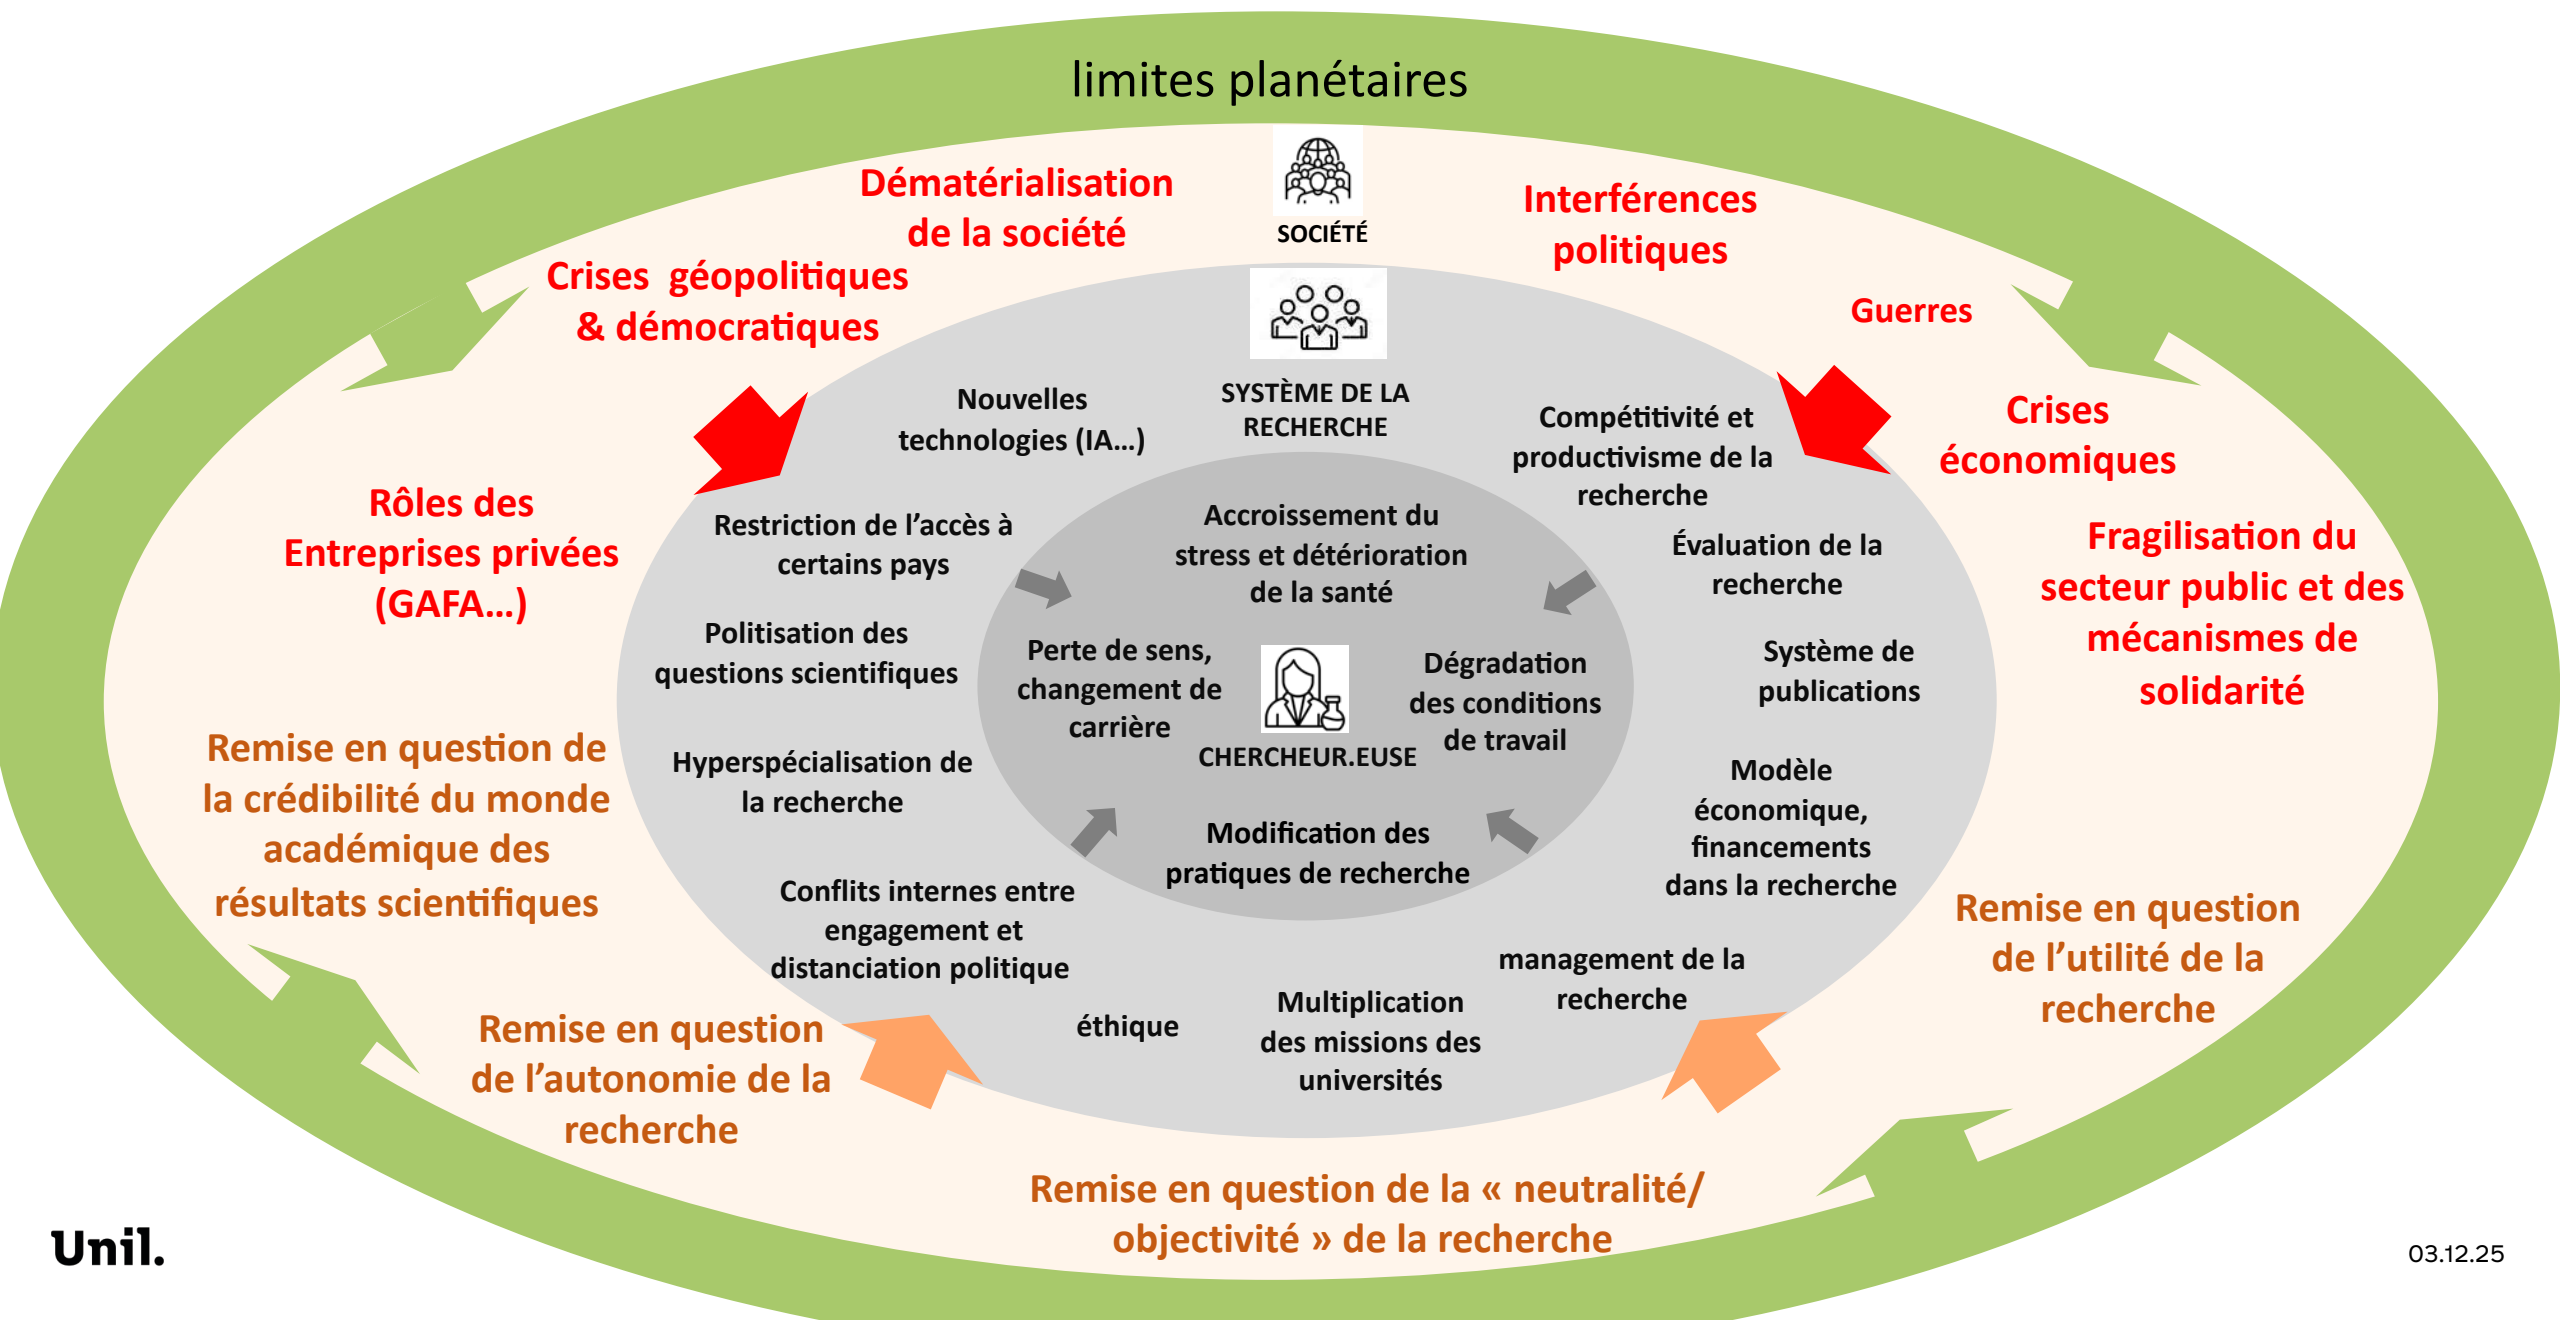 limites planétaires
SOCIÉTÉ
Dématérialisation
de la société
Interférences
politiques
Crises  géopolitiques
& démocratiques
Guerres
Crises
économiques
Rôles des
Entreprises privées
(GAFA...)
Fragilisation du
secteur public et des
mécanismes de
solidarité
Remise en question de
la crédibilité du monde
académique des
résultats scientifiques
Remise en question
de l'utilité de la
recherche
Remise en question
de l'autonomie de la
recherche
Remise en question de la « neutralité/
objectivité » de la recherche
SYSTÈME DE LA
RECHERCHE
Nouvelles
technologies (IA...)
Compétitivité et
productivisme de la
recherche
Restriction de l'accès à
certains pays
Évaluation de la
recherche
Politisation des
questions scientifiques
Système de
publications
Hyperspécialisation de
la recherche
Modèle
économique,
financements
dans la recherche
Conflits internes entre
engagement et
distanciation politique
management de la
recherche
éthique
Multiplication
des missions des
universités
Accroissement du
stress et détérioration
de la santé
Perte de sens,
changement de
carrière
Dégradation
des conditions
de travail
CHERCHEUR.EUSE
Modification des
pratiques de recherche
Unil.
03.12.25